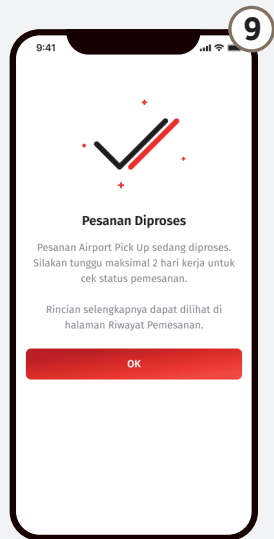 9
9:41
Pesanan Diproses
Pesanan Airport Pick Up sedang diproses.
Silakan tunggu maksimal 2 hari kerja untuk
cek status pemesanan.
Rincian selengkapnya dapat dilihat di
halaman Riwayat Pemesanan.
OK